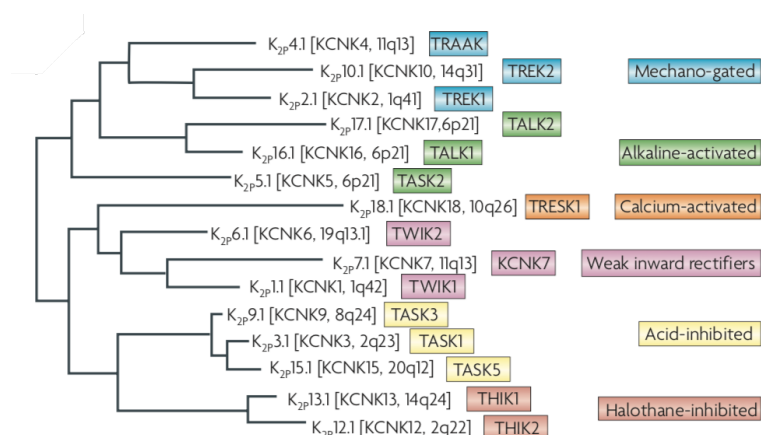 K2P4.1 [KCNK4, 11q13] TRAAK
K2P10.1 [KCNK10, 14q31] TREK2 Mechano-gated
K2P2.1 [KCNK2, 1q41] TREK1
K2P17.1 [KCNK17,6p21] TALK2
K2P16.1 [KCNK16, 6p21] TALK1 Alkaline-activated
K2P5.1 [KCNK5, 6p21] TASK2
K2P18.1 [KCNK18, 10q26] TRESK1 Calcium-activated
K2P6.1 [KCNK6, 19q13.1] TWIK2
K2P7.1 [KCNK7, 11q13] KCNK7 Weak inward rectifiers
K2P1.1 [KCNK1, 1q42] TWIK1
K2P9.1 [KCNK9, 8q24] TASK3
K2P3.1 [KCNK3, 2q23] TASK1 Acid-inhibited
K2P15.1 [KCNK15, 20q12] TASK5
K2P13.1 [KCNK13, 14q24] THIK1
K2P12.1 [KCNK12, 2q22] THIK2 Halothane-inhibited